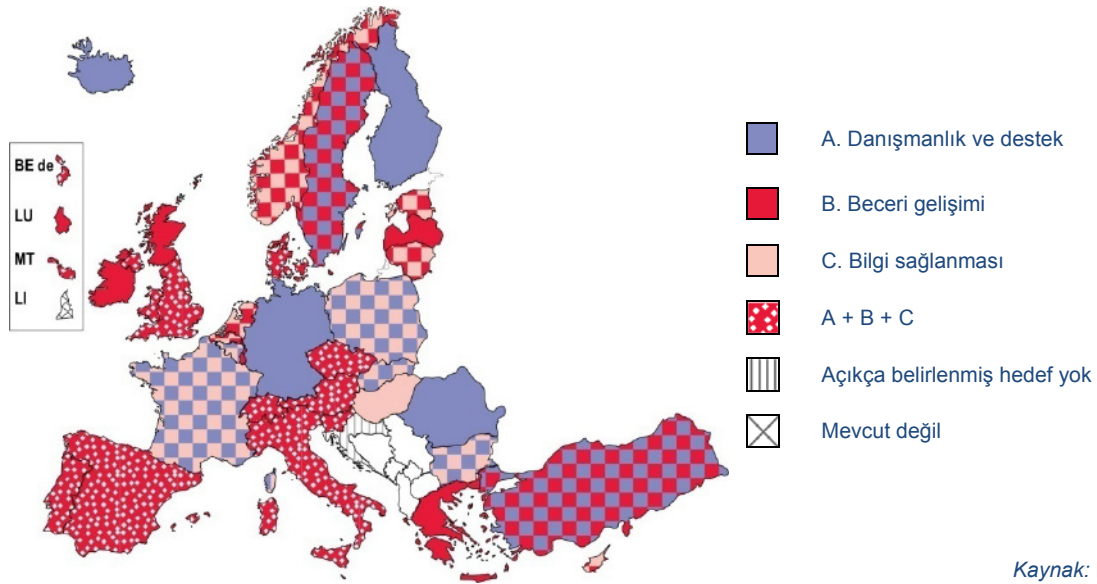 BE de
LU
MT
LI
A. Danışmanlık ve destek
B. Beceri gelişimi
C. Bilgi sağlanması
A + B + C
Açıkça belirlenmiş hedef yok
Mevcut değil
Kaynak: